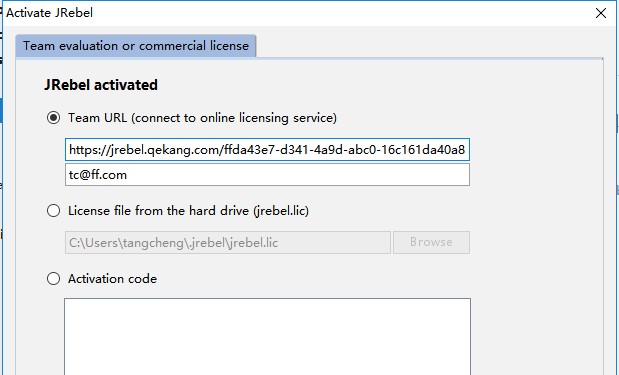 Activate JRebel
Team evaluation or commercial license
JRebel activated
Team URL (connect to online licensing service)
https://jrebel.qekang.com/ffda43e7-d341-4a9d-abc0-16c161da40a8
tc@ff.com
License file from the hard drive (jrebel.lic)
C:\Users\tangcheng\.jrebel\jrebel.lic
Browse
Activation code